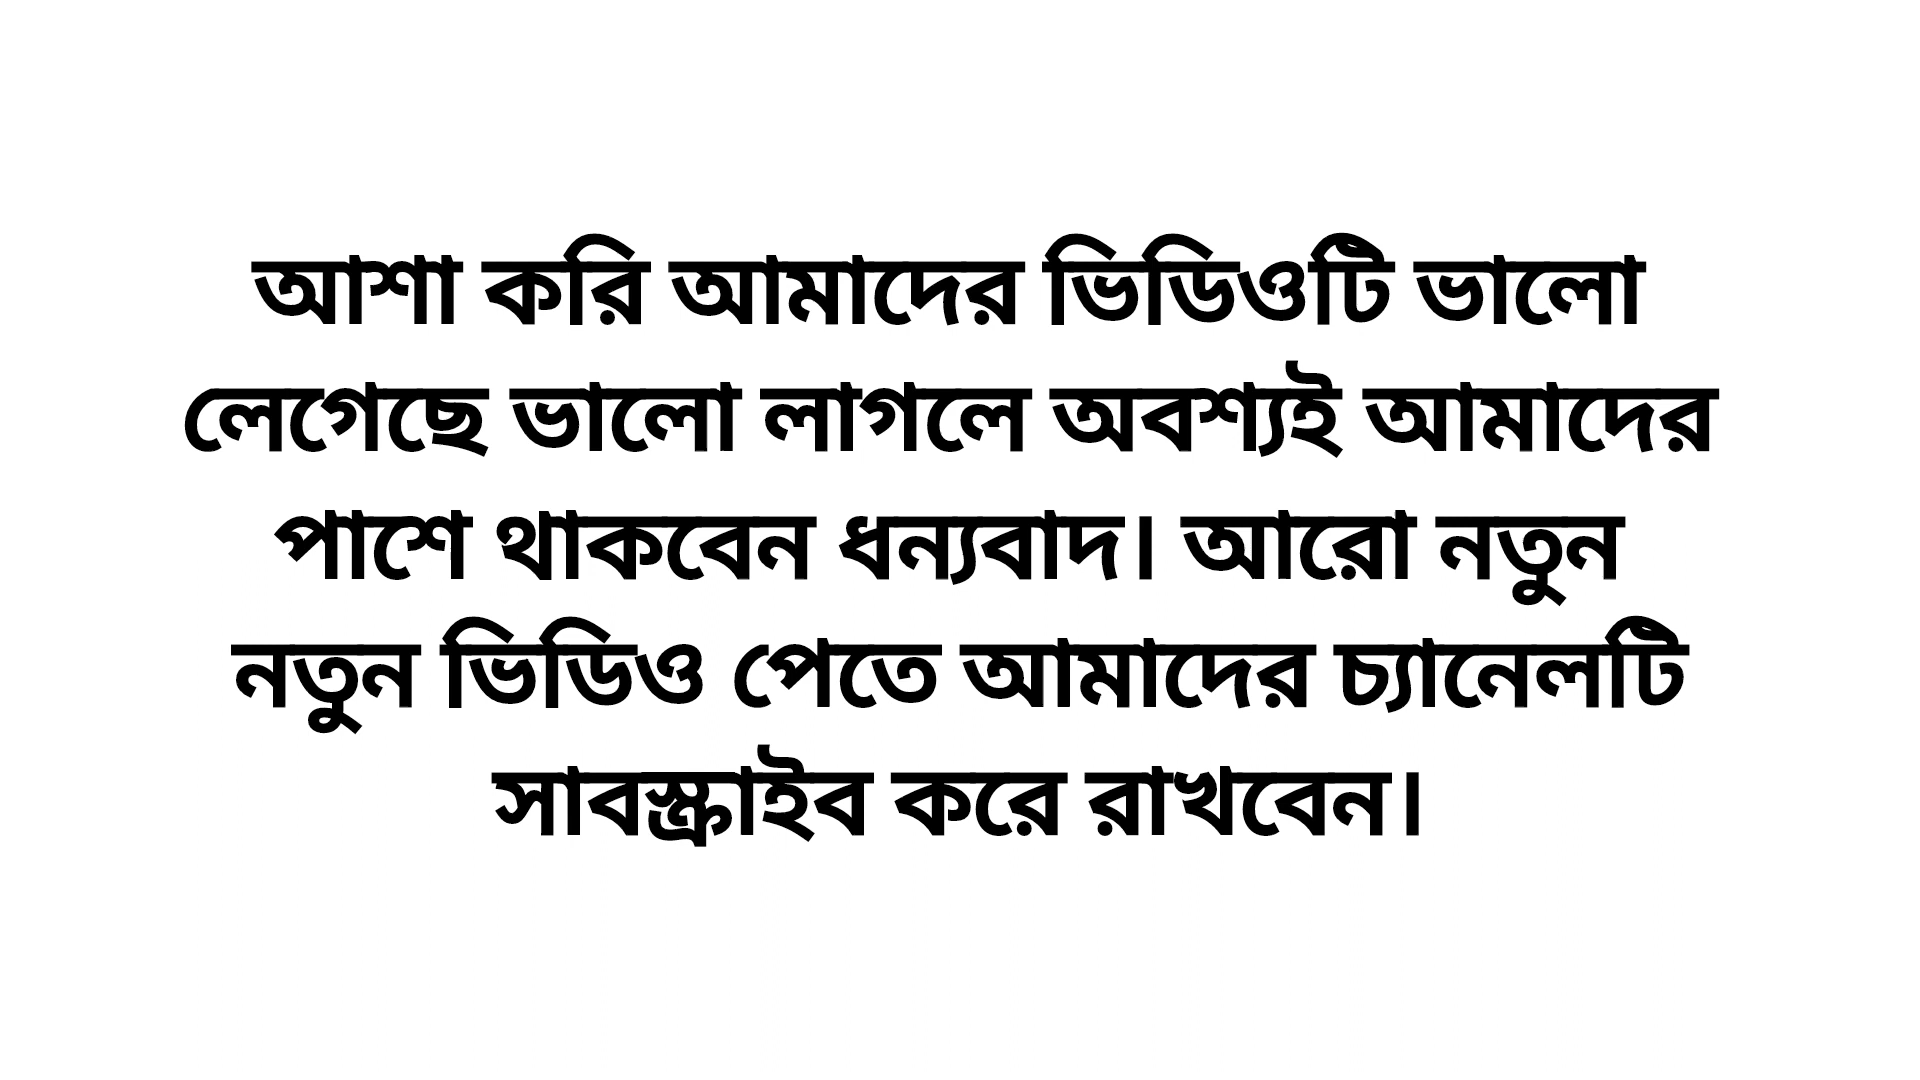 আশা করি আমাদের ভিডিওটি ভালো
লেগেছে ভালো লাগলে অবশ্যই আমাদের
পাশে থাকবেন ধন্যবাদ। আরো নতুন
নতুন ভিডিও পেতে আমাদের চ্যানেলটি
সাবস্ক্রাইব করে রাখবেন।